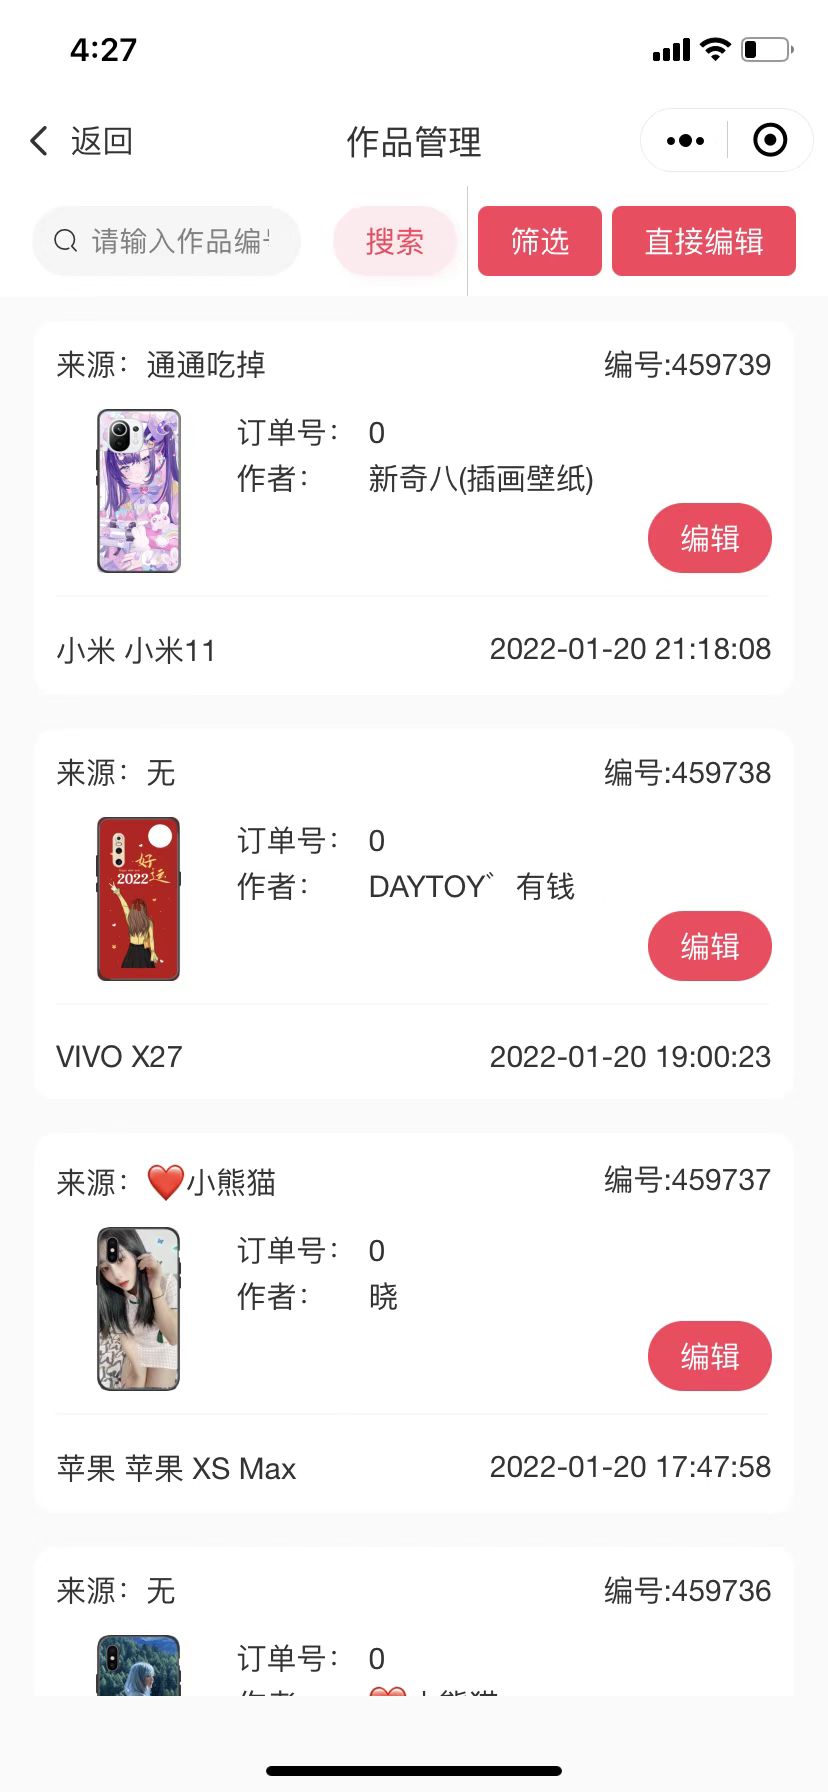 4:27
返回
作品管理
请输入作品编
搜索
筛选
直接编辑
来源：通通吃掉
编号:459739
订单号： 0
作者： 新奇八(插画壁纸)
编辑
小米 小米11
2022-01-20 21:18:08
来源：无
编号:459738
好运
2022
订单号： 0
作者： DAYTOY゛有钱
编辑
VIVO X27
2022-01-20 19:00:23
来源：❤️小熊猫
编号:459737
订单号： 0
作者： 晓
编辑
苹果 苹果 XS Max
2022-01-20 17:47:58
来源：无
编号:459736
订单号： 0